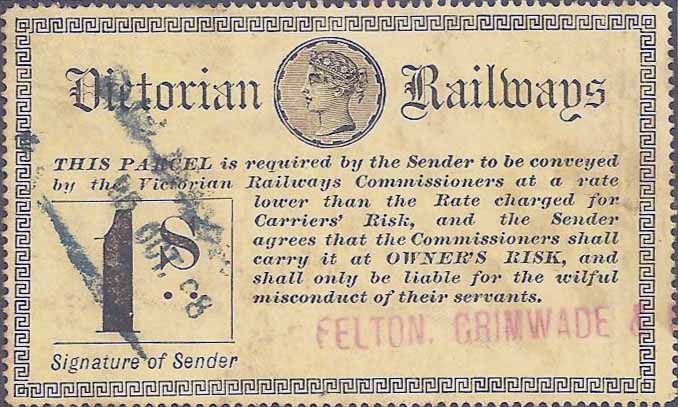 Victorian Railways
THIS PARCEL is required by the Sender to be conveyed
by the Victorian Railways Commissioners at a rate
lower than the Rate charged for
Carriers' Risk, and the Sender
agrees that the Commissioners shall
carry it at OWNER'S RISK, and
shall only be liable for the wilful
misconduct of their servants.
1S.
OCT. 98
FELTON, GRIMWADE &
Signature of Sender